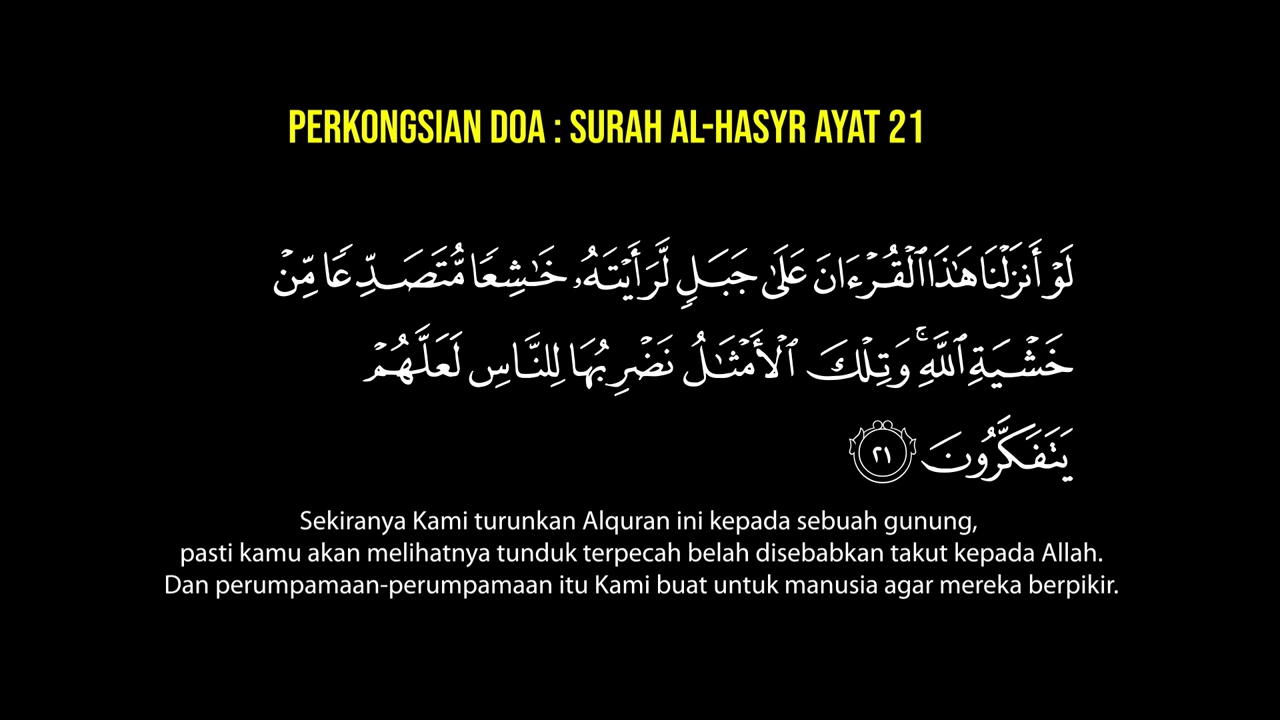 PERKONGSIAN DOA : SURAH AL-HASYR AYAT 21
لَوْ أَنزَلْنَا هَٰذَا ٱلْقُرْءَانَ عَلَىٰ جَبَلٍ لَّرَأَيْتَهُۥ خَٰشِعًا مُّتَصَدِّعًا مِّنْ
خَشْيَةِ ٱللَّهِ ۚ وَتِلْكَ ٱلْأَمْثَٰلُ نَضْرِبُهَا لِلنَّاسِ لَعَلَّهُمْ
يَتَفَكَّرُونَ ٢١
Sekiranya Kami turunkan Alquran ini kepada sebuah gunung,
pasti kamu akan melihatnya tunduk terpecah belah disebabkan takut kepada Allah.
Dan perumpamaan-perumpamaan itu Kami buat untuk manusia agar mereka berpikir.